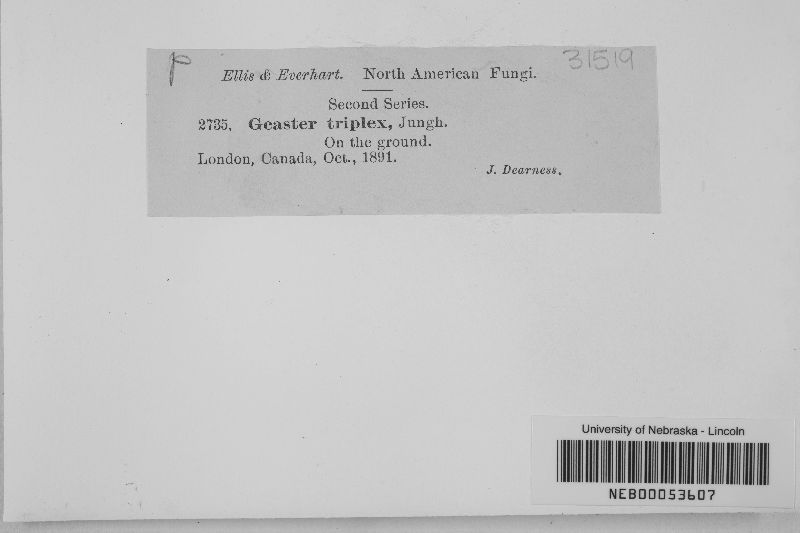 P
31519
Ellis & Everhart. North American Fungi.
Second Series.
2735. Geaster triplex, Jungh.
On the ground.
London, Canada, Oct., 1891.
J. Dearness.
University of Nebraska - Lincoln
NEB00053607